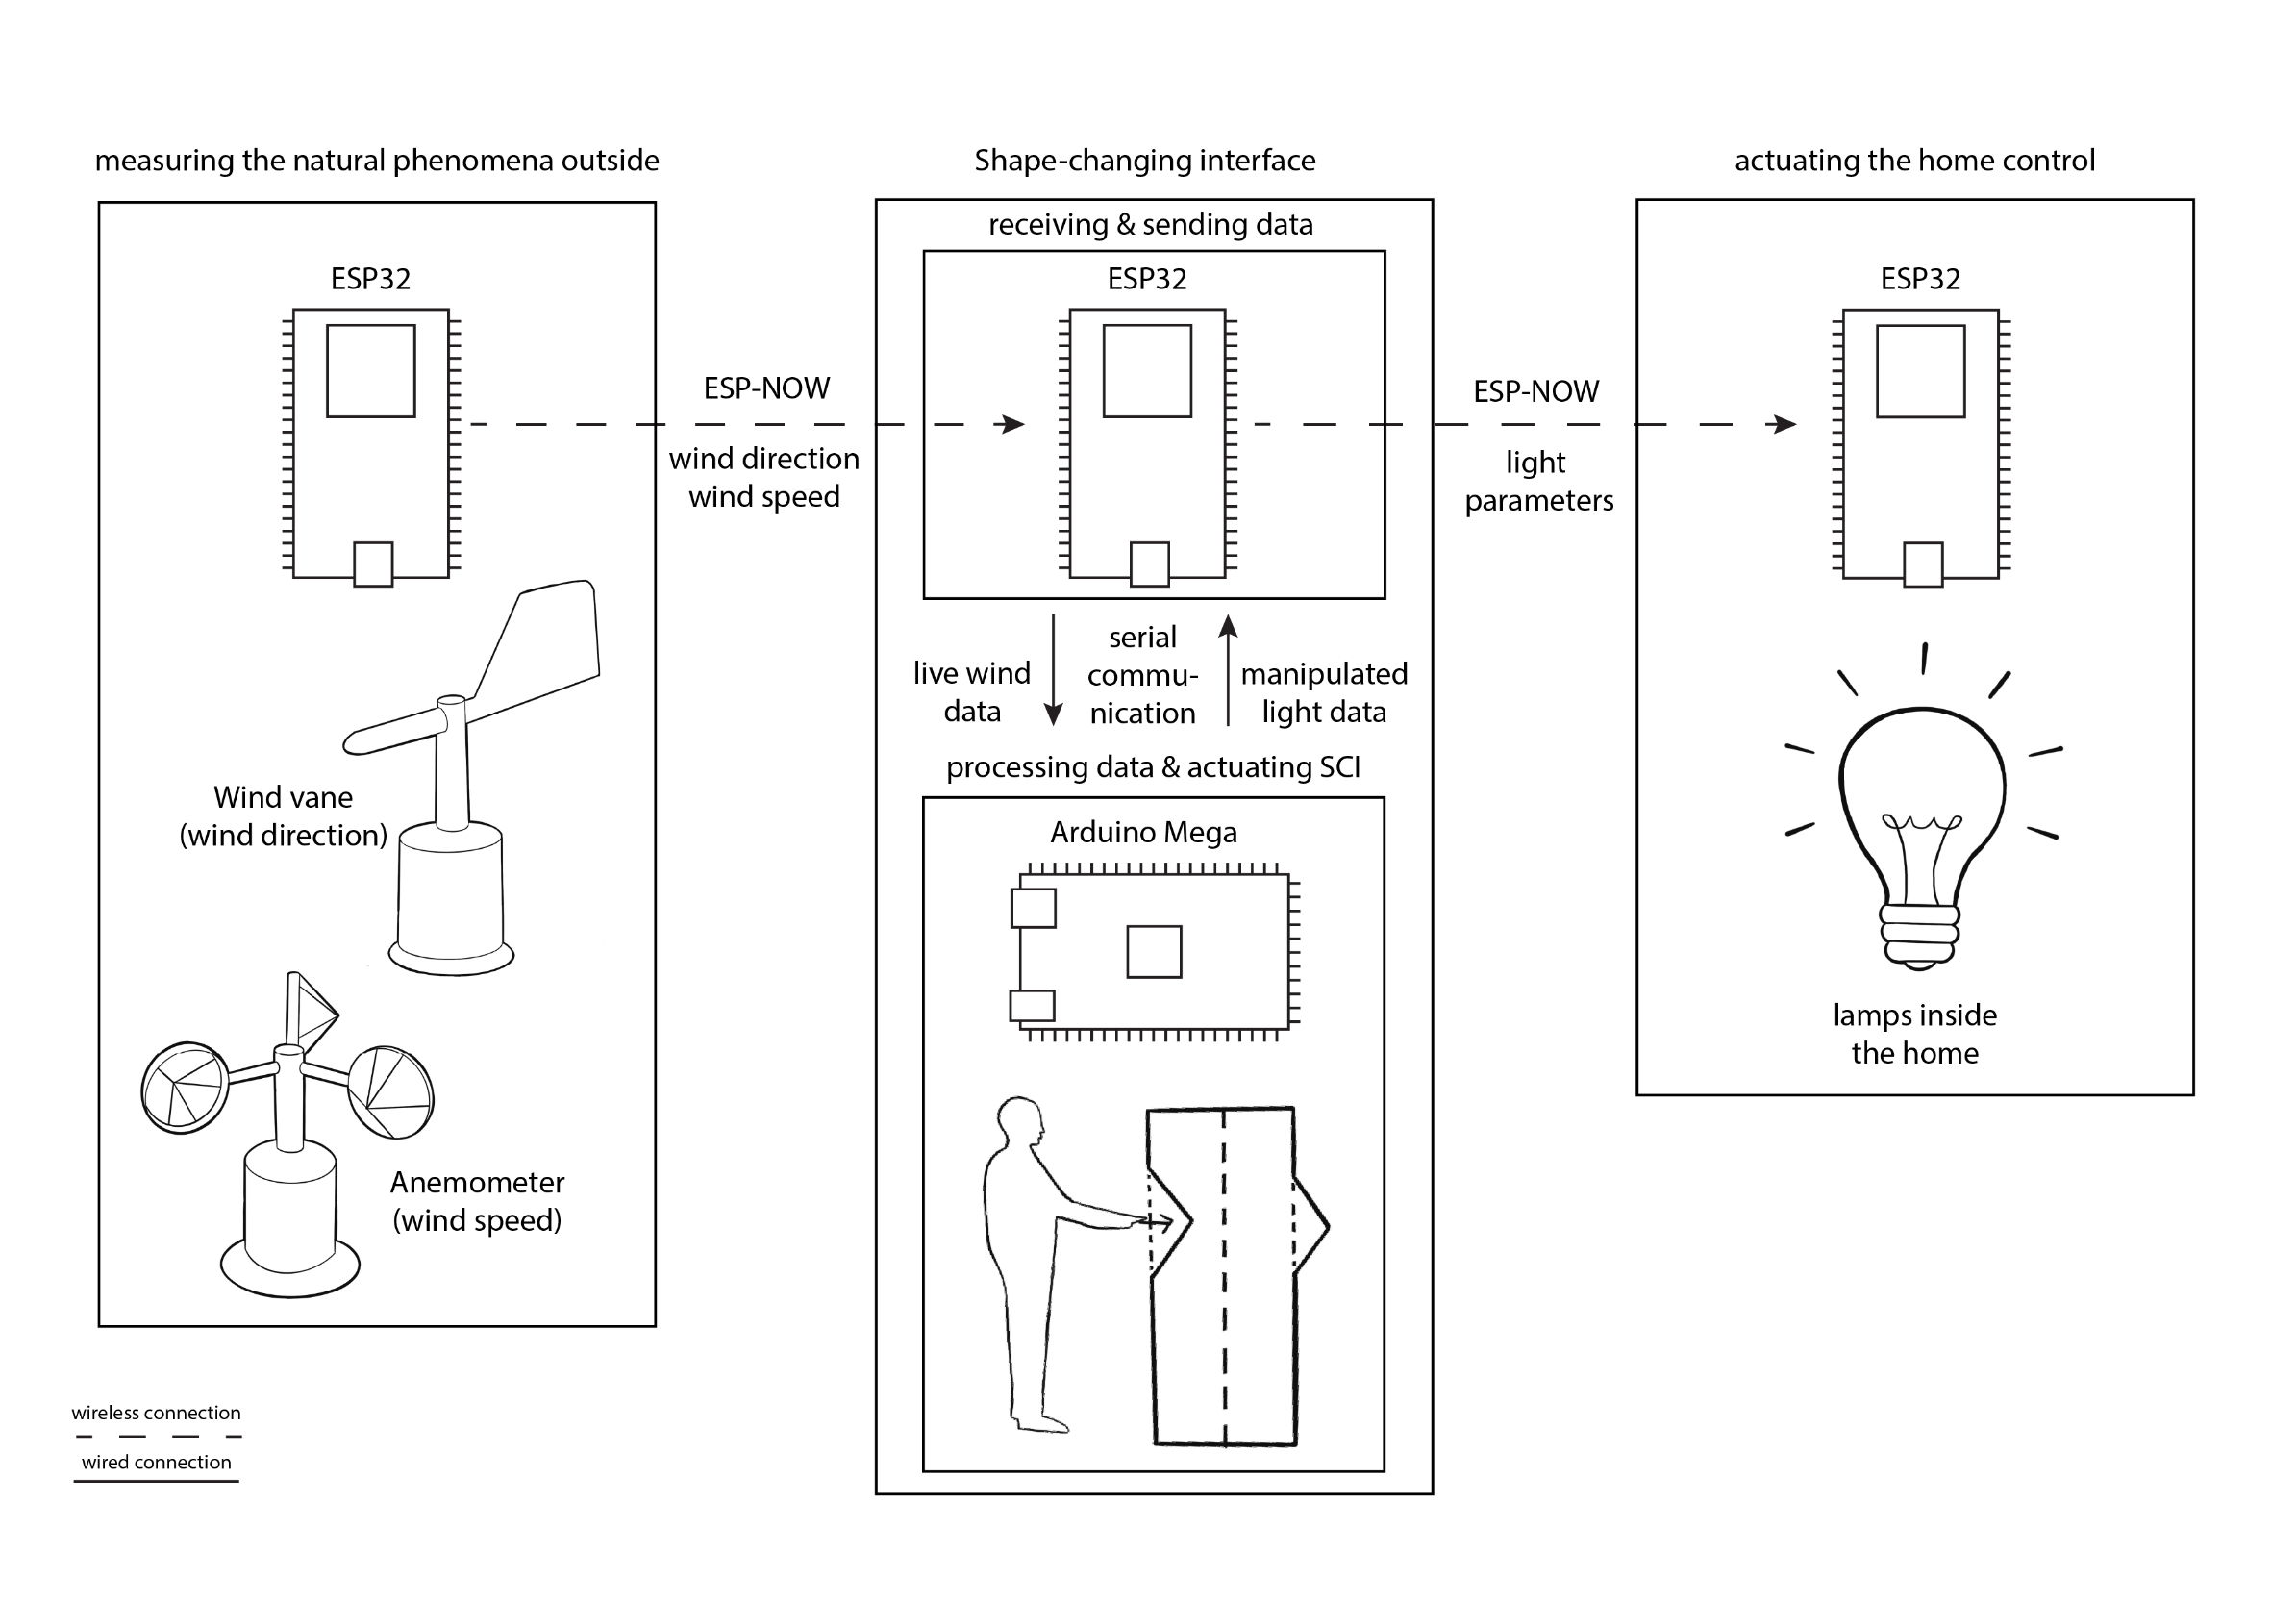 measuring the natural phenomena outside
ESP32
Wind vane
(wind direction)
Anemometer
(wind speed)
ESP-NOW
wind direction
wind speed
Shape-changing interface
receiving & sending data
ESP32
live wind
data
serial
commu-
nication
manipulated
light data
processing data & actuating SCI
Arduino Mega
ESP-NOW
light
parameters
actuating the home control
ESP32
lamps inside
the home
wireless connection
wired connection